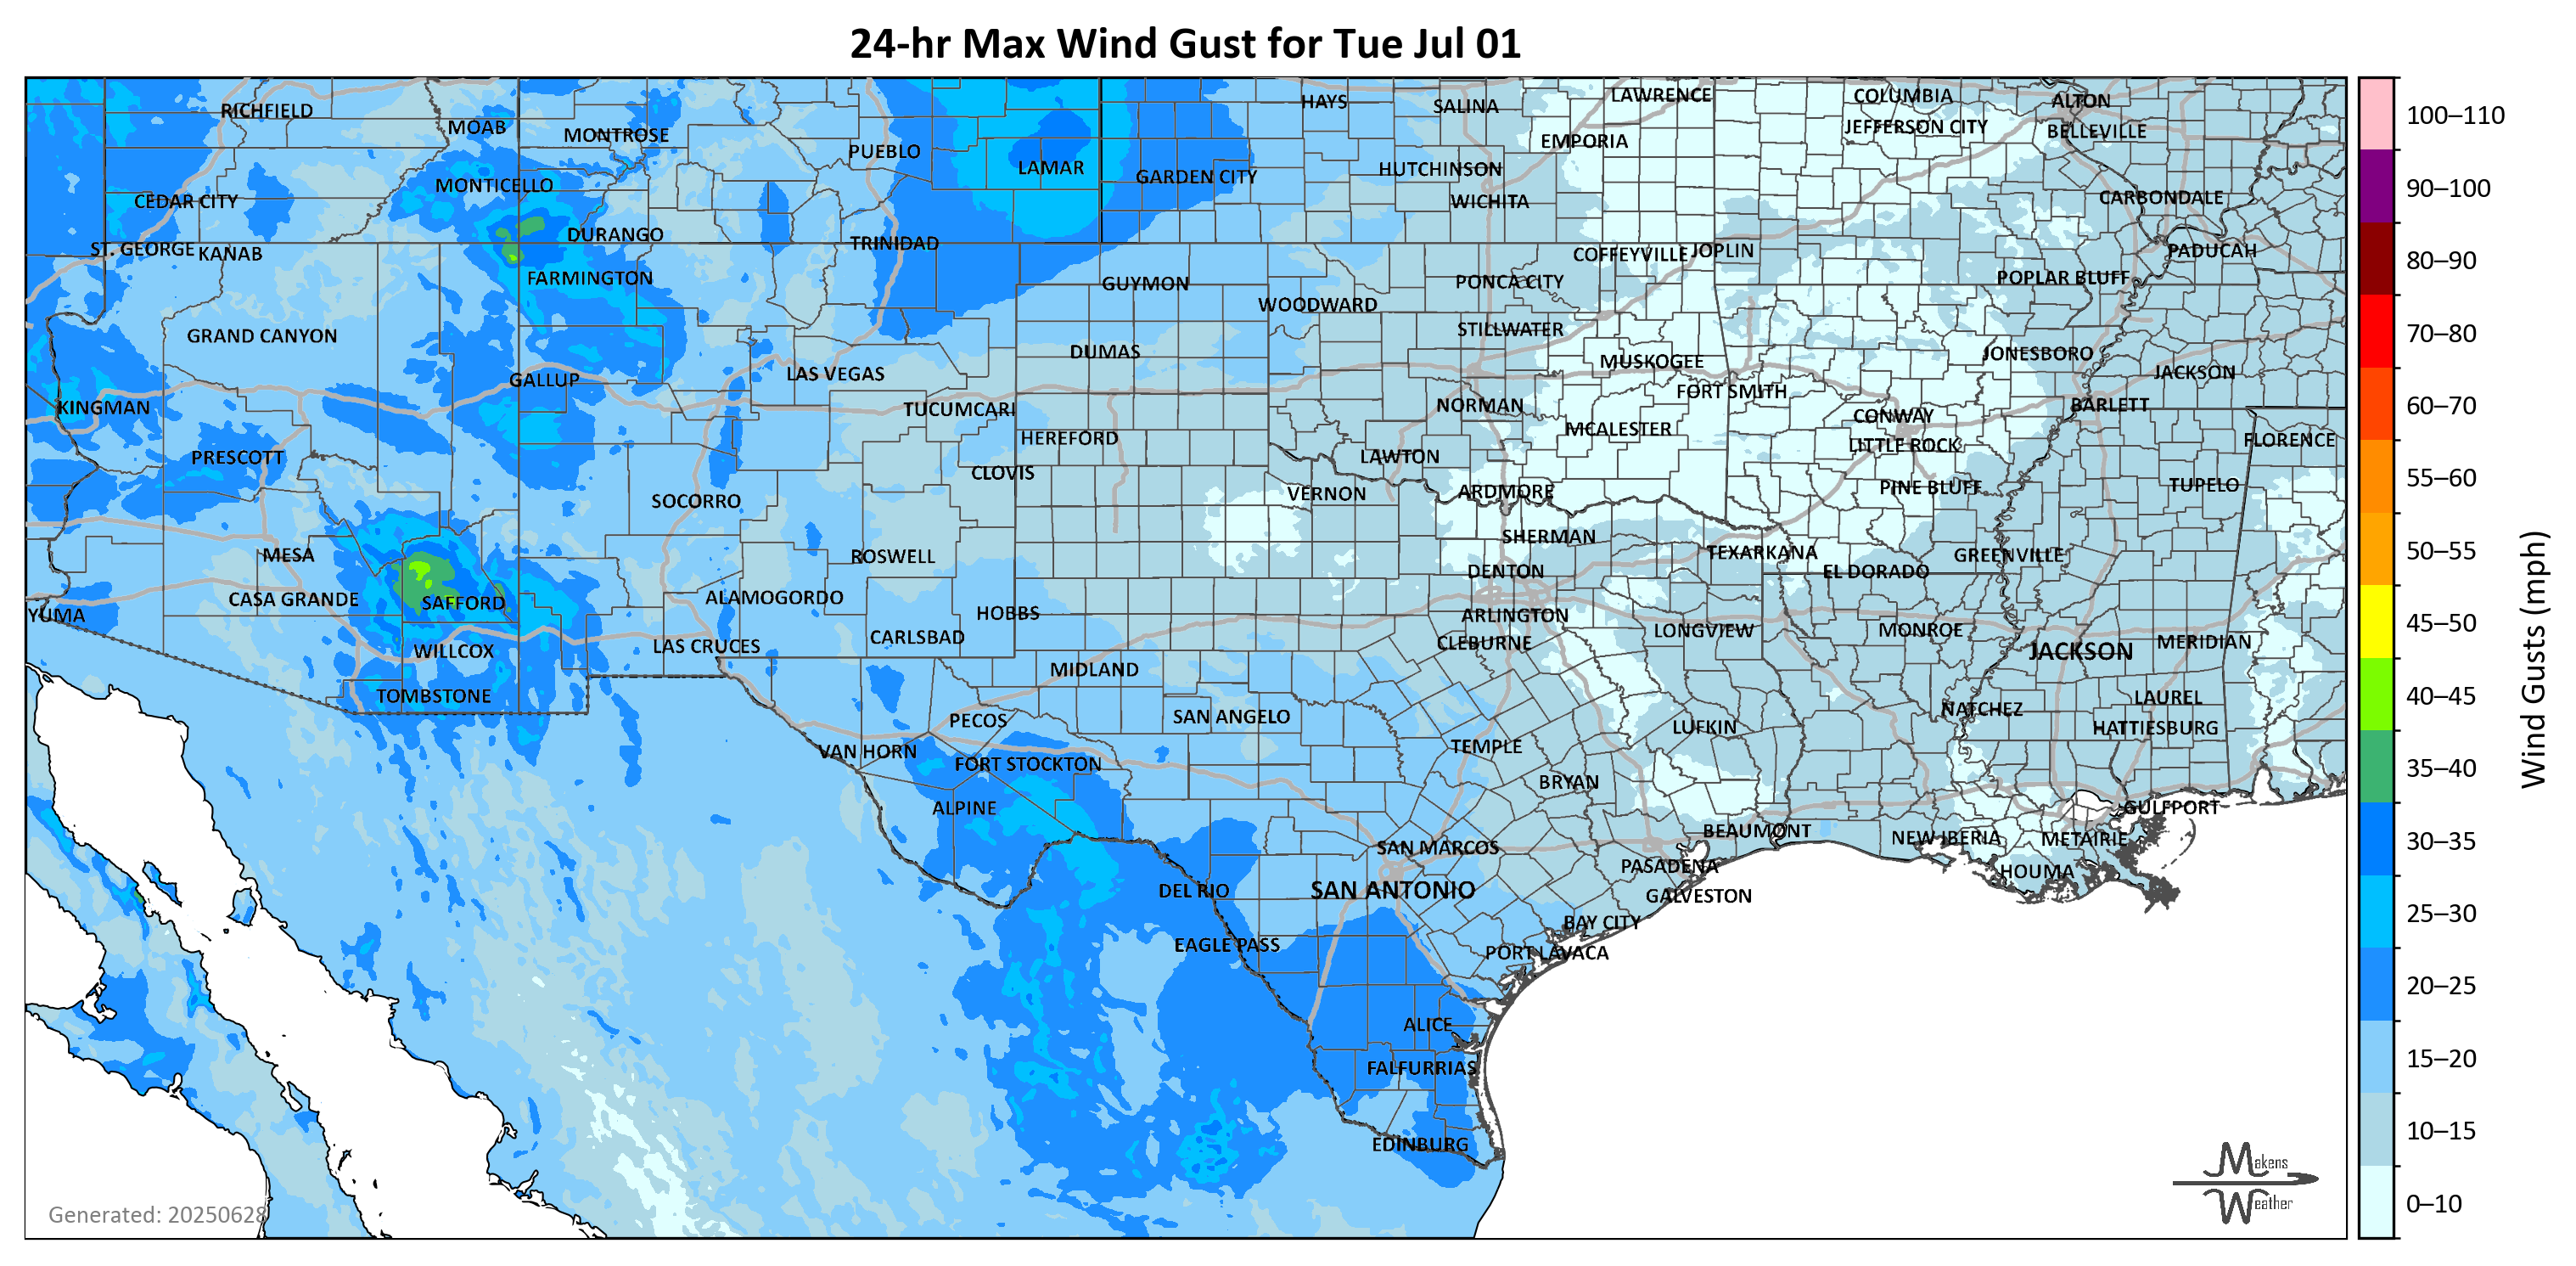 24-hr Max Wind Gust for Tue Jul 01
RICHFIELD
MOAB
MONTROSE
PUEBLO
LAMAR
GARDEN CITY
HAYS
SALINA
HUTCHINSON
WICHITA
EMPORIA
LAWRENCE
COLUMBIA
JEFFERSON CITY
ALTON
BELLEVILLE
CARBONDALE
PADUCAH
CEDAR CITY
MONTICELLO
ST. GEORGE
KANAB
DURANGO
FARMINGTON
TRINIDAD
GUYMON
WOODWARD
PONCA CITY
COFFEYVILLE
JOPLIN
POPLAR BLUFF
GRAND CANYON
GALLUP
LAS VEGAS
DUMAS
STILLWATER
MUSKOGEE
FORT SMITH
JONESBORO
JACKSON
KINGMAN
PRESCOTT
TUCUMCARI
HEREFORD
CLOVIS
NORMAN
LAWTON
MCALESTER
CONWAY
LITTLE ROCK
BARLETT
FLORENCE
SOCORRO
VERNON
ARDMORE
PINE BLUFF
TUPELO
MESA
CASA GRANDE
SAFFORD
YUMA
ROSWELL
ALAMOGORDO
HOBBS
SHERMAN
DENTON
ARLINGTON
CLEBURNE
TEXARKANA
EL DORADO
GREENVILLE
WILLCOX
TOMBSTONE
LAS CRUCES
CARLSBAD
MIDLAND
LONGVIEW
MONROE
JACKSON
MERIDIAN
PECOS
SAN ANGELO
VAN HORN
FORT STOCKTON
ALPINE
TEMPLE
BRYAN
LUFKIN
NATCHEZ
LAUREL
HATTIESBURG
DEL RIO
SAN MARCOS
SAN ANTONIO
BEAUMONT
PASADENA
GALVESTON
NEW IBERIA
METAIRIE
GULFPORT
HOUMA
EAGLE PASS
BAY CITY
PORT LAVACA
ALICE
FALFURRIAS
EDINBURG
Generated: 20250628
Makens
Weather
100–110
90–100
80–90
70–80
60–70
55–60
50–55
45–50
40–45
35–40
30–35
25–30
20–25
15–20
10–15
0–10
Wind Gusts (mph)